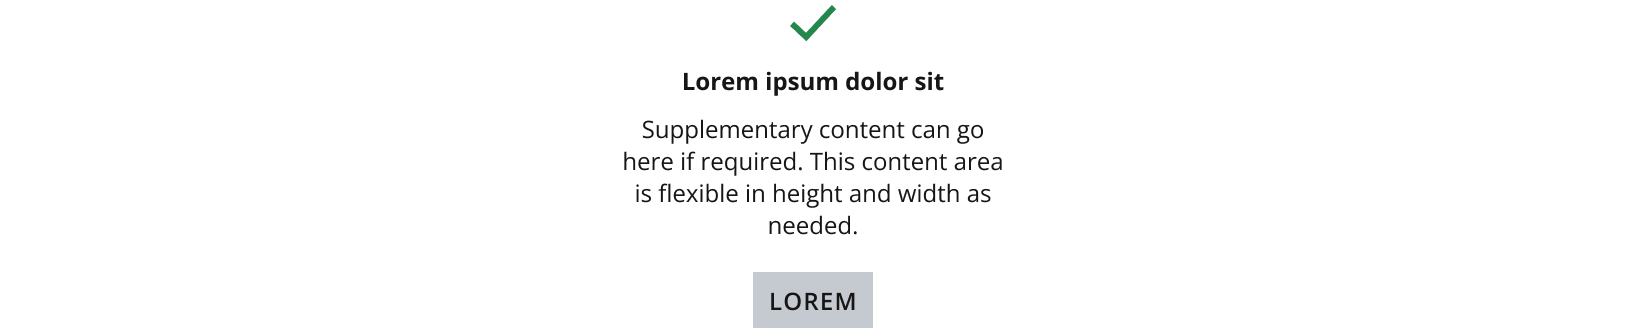 Lorem ipsum dolor sit
Supplementary content can go
here if required. This content area
is flexible in height and width as
needed.
LOREM